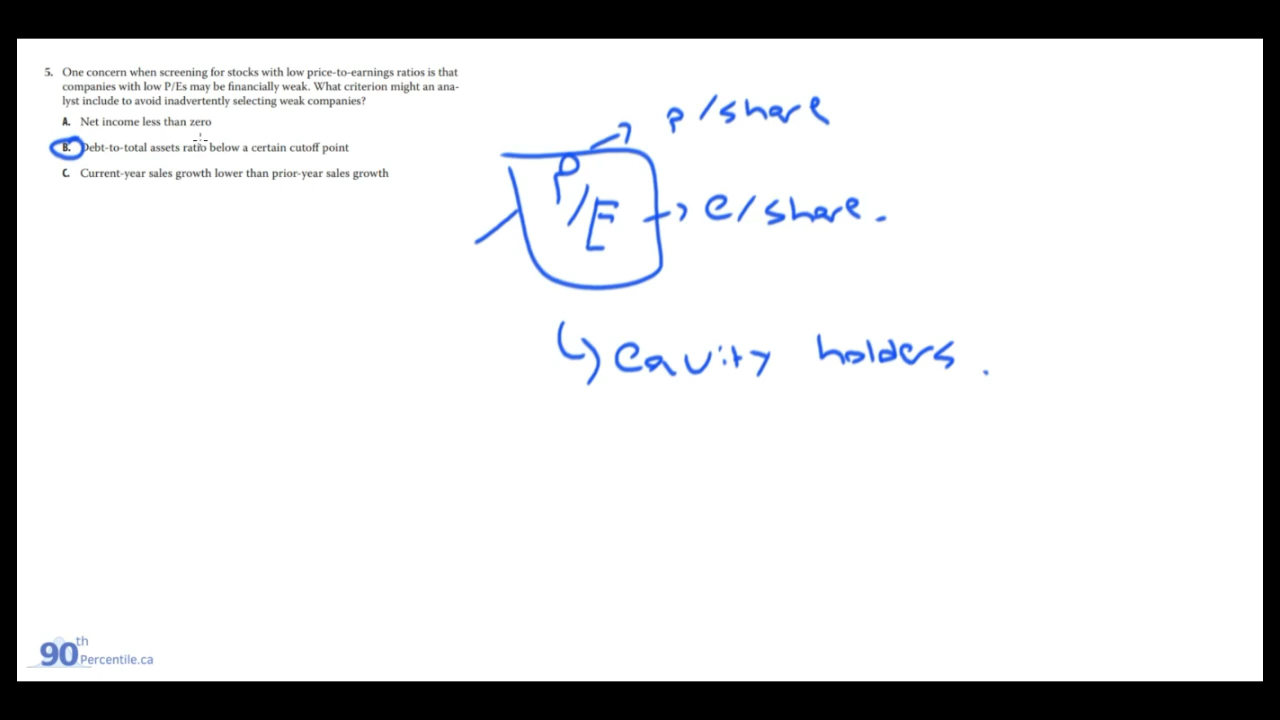 5. One concern when screening for stocks with low price-to-earnings ratios is that
companies with low P/Es may be financially weak. What criterion might an ana-
lyst include to avoid inadvertently selecting weak companies?
A. Net income less than zero
B. Debt-to-total assets ratio below a certain cutoff point
C. Current-year sales growth lower than prior-year sales growth
P/E
P/share
e/share.
eavity holders.
90th
Percentile.ca